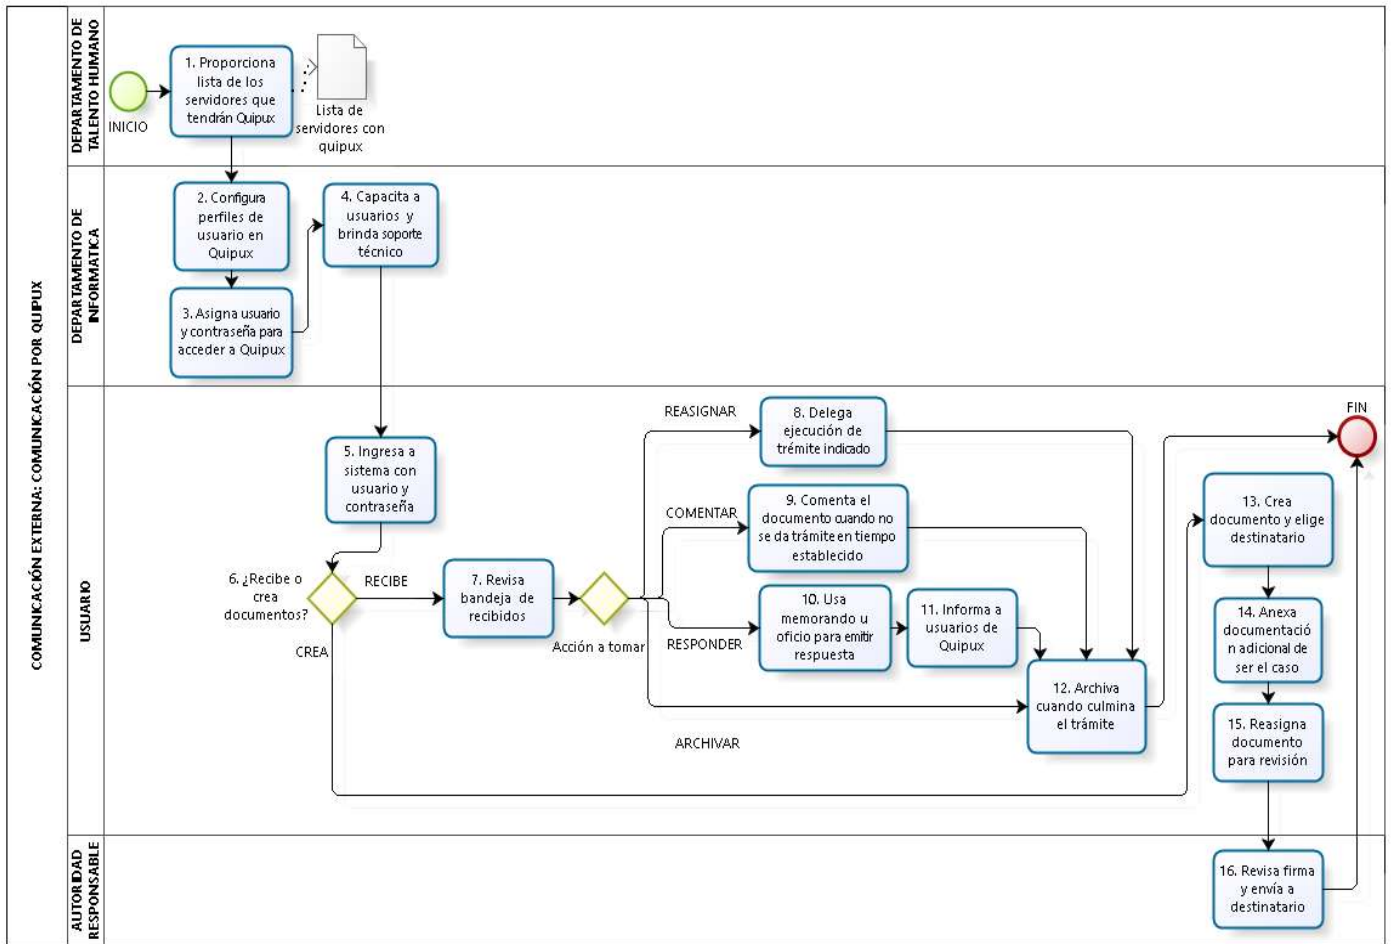 COMUNICACIÓN EXTERNA: COMUNICACIÓN POR QUIPUX
DEPARTAMENTO DE
TALENTO HUMANO
INICIO
1. Proporciona
lista de los
servidores que
tendrán Quipux
Lista de
servidores con
quipux
DEPARTAMENTO DE
INFORMATICA
2. Configura
perfiles de
usuario en
Quipux
3. Asigna usuario
y contraseña para
acceder a Quipux
4. Capacita a
usuarios y
brinda soporte
técnico
USUARIO
5. Ingresa a
sistema con
usuario y
contraseña
6. ¿Recibe o
crea
documentos?
RECIBE
CREA
7. Revisa
bandeja de
recibidos
Acción a tomar
REASIGNAR
8. Delega
ejecución de
trémite indicado
COMENTAR
9. Comenta el
documento cuando no
se da trámite en tiempo
establecido
RESPONDER
10. Usa
memorando u
oficio para emitir
respuesta
11. Informa a
usuarios de
Quipux
ARCHIVAR
12. Archiva
cuando culmina
el trámite
FIN
13. Crea
documento y elige
destinatario
14. Anexa
documentació
n adicional de
ser el caso
15. Reasigna
documento
para revisión
AUTORIDAD
RESPONSABLE
16. Revisa firma
y envía a
destinatario